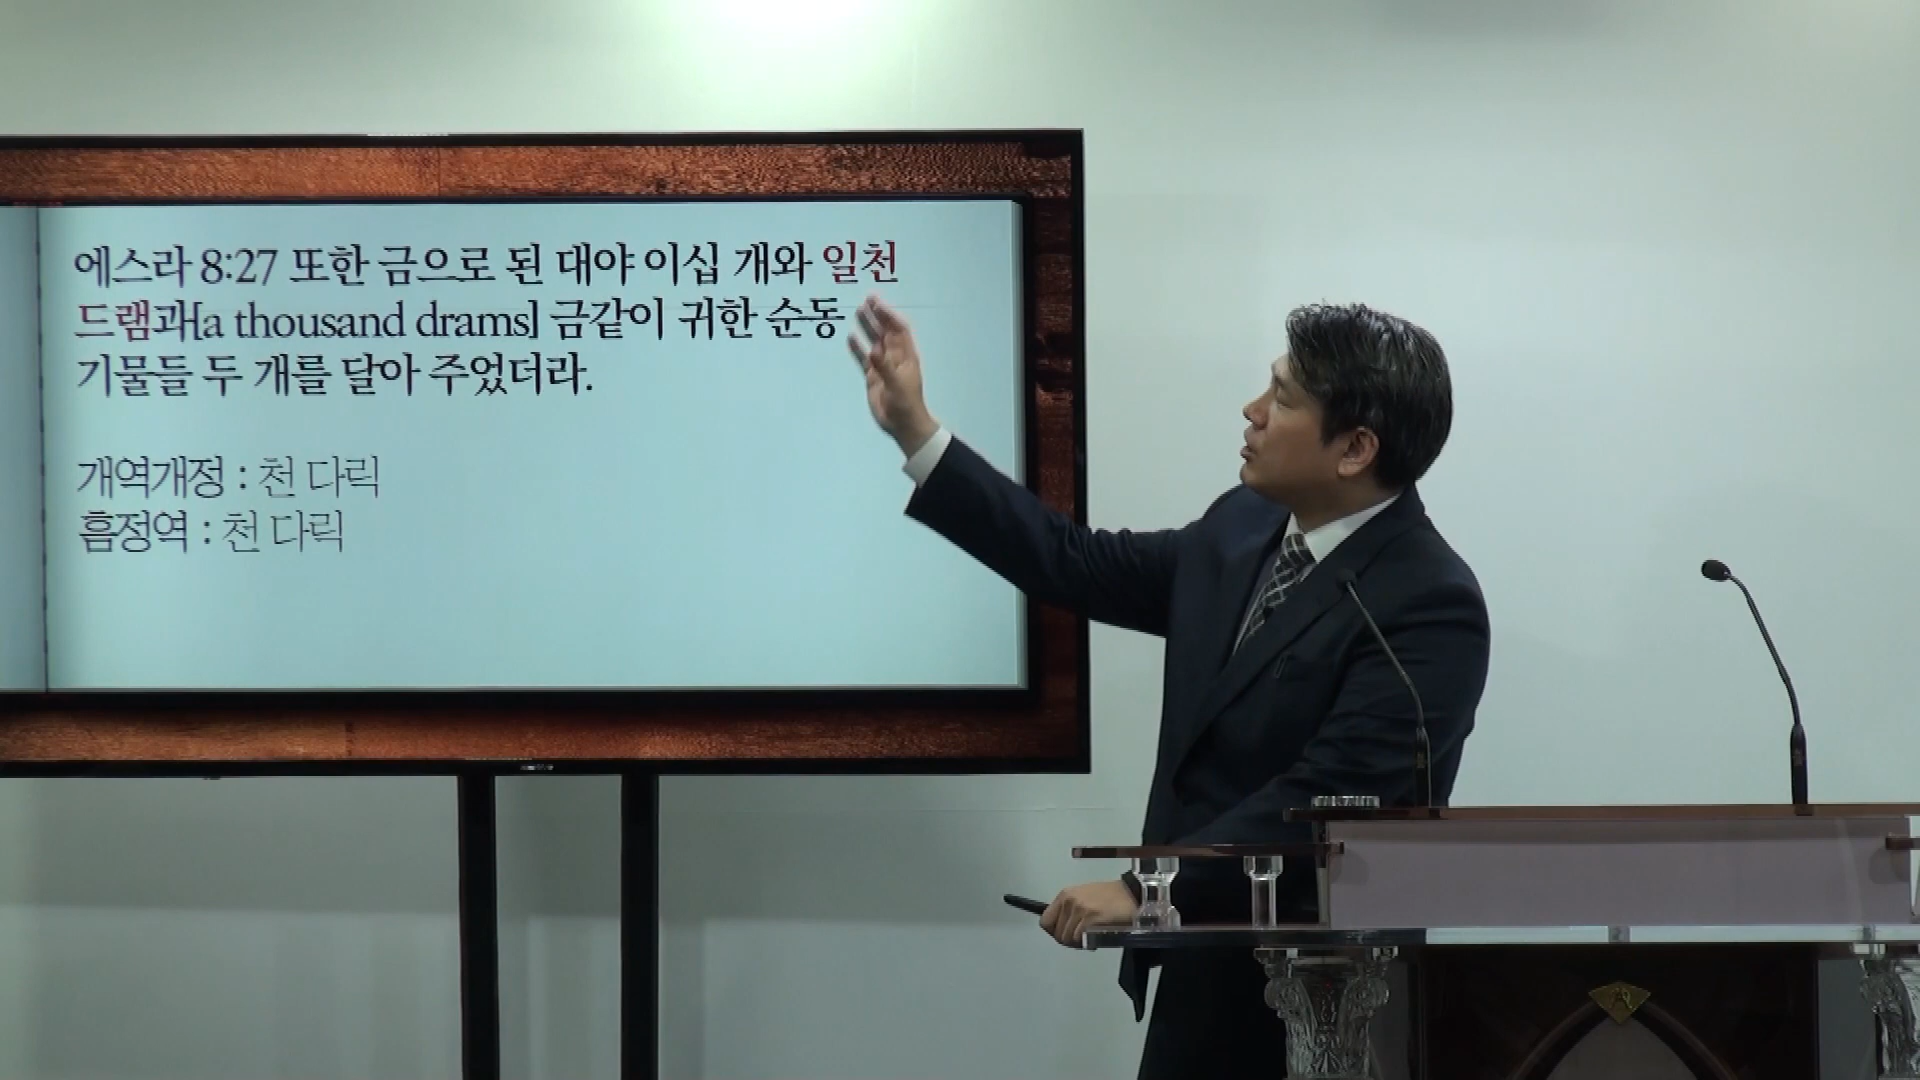 에스라 8:27 또한 금으로 된 대야 이십 개와 일천
드램과[a thousand drams] 금같이 귀한 순동
기물들 두 개를 달아 주었더라.
개역개정 : 천 다릭
흠정역 : 천 다릭